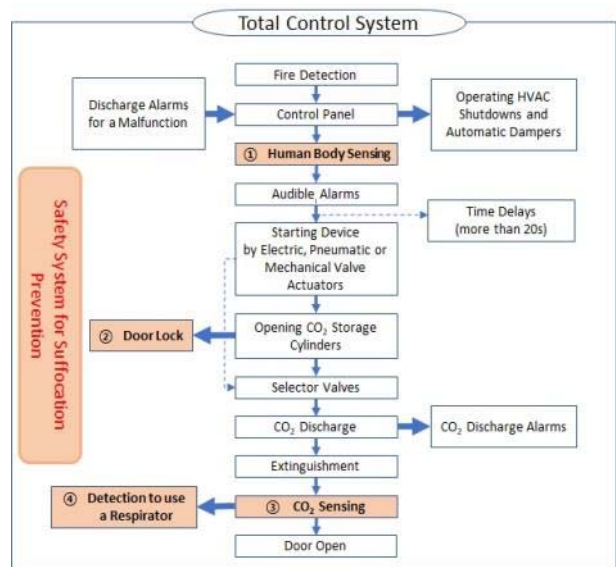 Total Control System
Fire Detection
Discharge Alarms
for a Malfunction
Control Panel
Operating HVAC
Shutdowns and
Automatic Dampers
① Human Body Sensing
Audible Alarms
Time Delays
(more than 20s)
Starting Device
by Electric, Pneumatic or
Mechanical Valve
Actuators
Safety System for Suffocation
Prevention
② Door Lock
Opening CO₂ Storage
Cylinders
Selector Valves
CO₂ Discharge
CO₂ Discharge Alarms
Extinguishment
④ Detection to use
a Respirator
③ CO₂ Sensing
Door Open